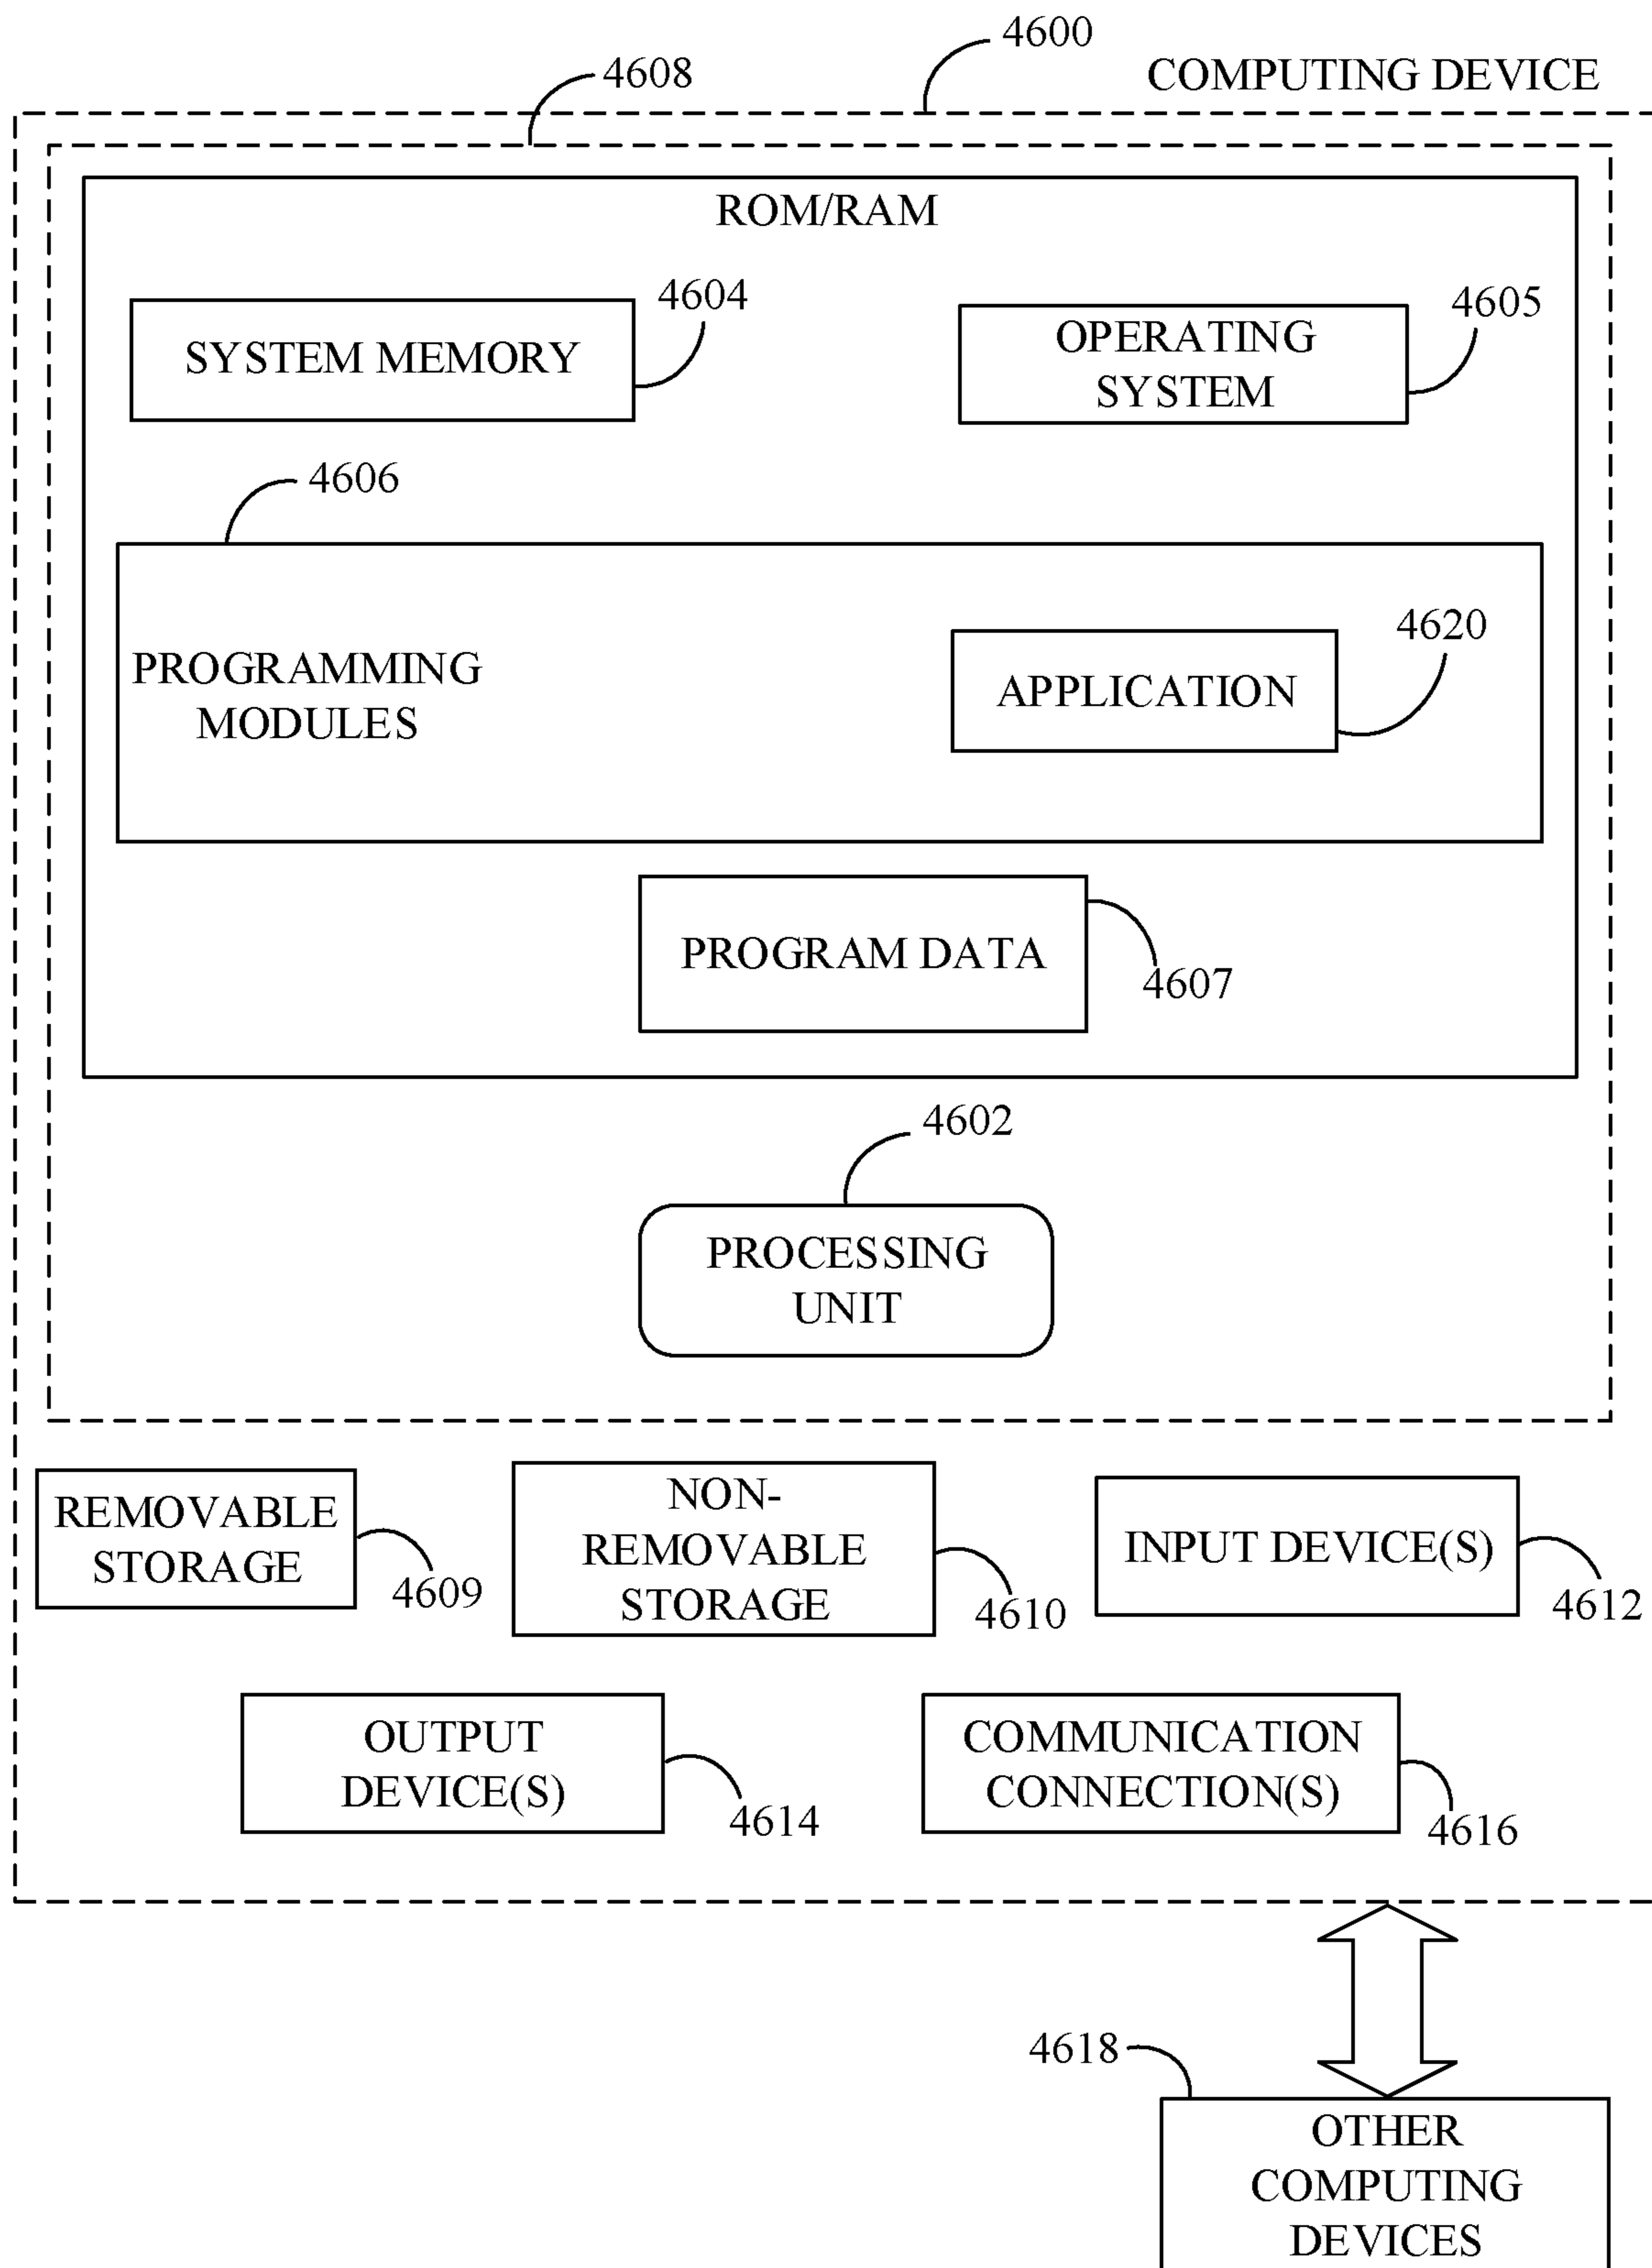 4600
4608
COMPUTING DEVICE
ROM/RAM
4604
4605
SYSTEM MEMORY
OPERATING
SYSTEM
4606
4620
PROGRAMMING
MODULES
APPLICATION
PROGRAM DATA
4607
4602
PROCESSING
UNIT
REMOVABLE
STORAGE
4609
NON-
REMOVABLE
STORAGE
4610
INPUT DEVICE(S)
4612
OUTPUT
DEVICE(S)
4614
COMMUNICATION
CONNECTION(S)
4616
4618
OTHER
COMPUTING
DEVICES